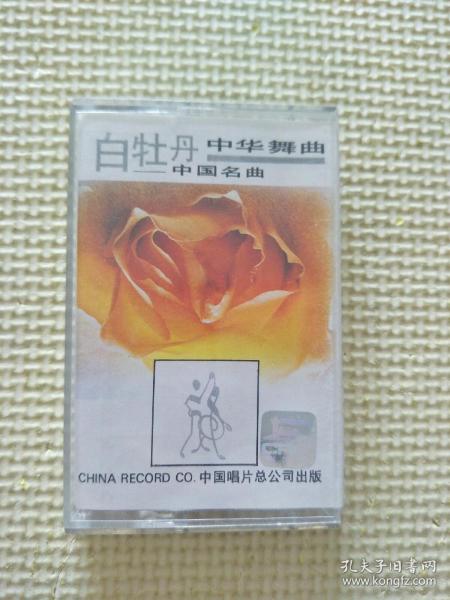 白牡丹 中华舞曲
——中国名曲
CHINA RECORD CO. 中国唱片总公司出版
孔夫子旧书网
www.kongfz.com